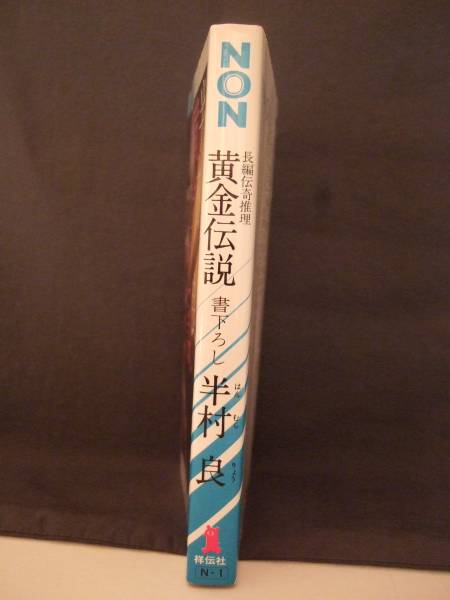 NON
長編伝奇推理
黄金伝説
書下ろし
半村良
はんむらりょう
祥伝社
N-1